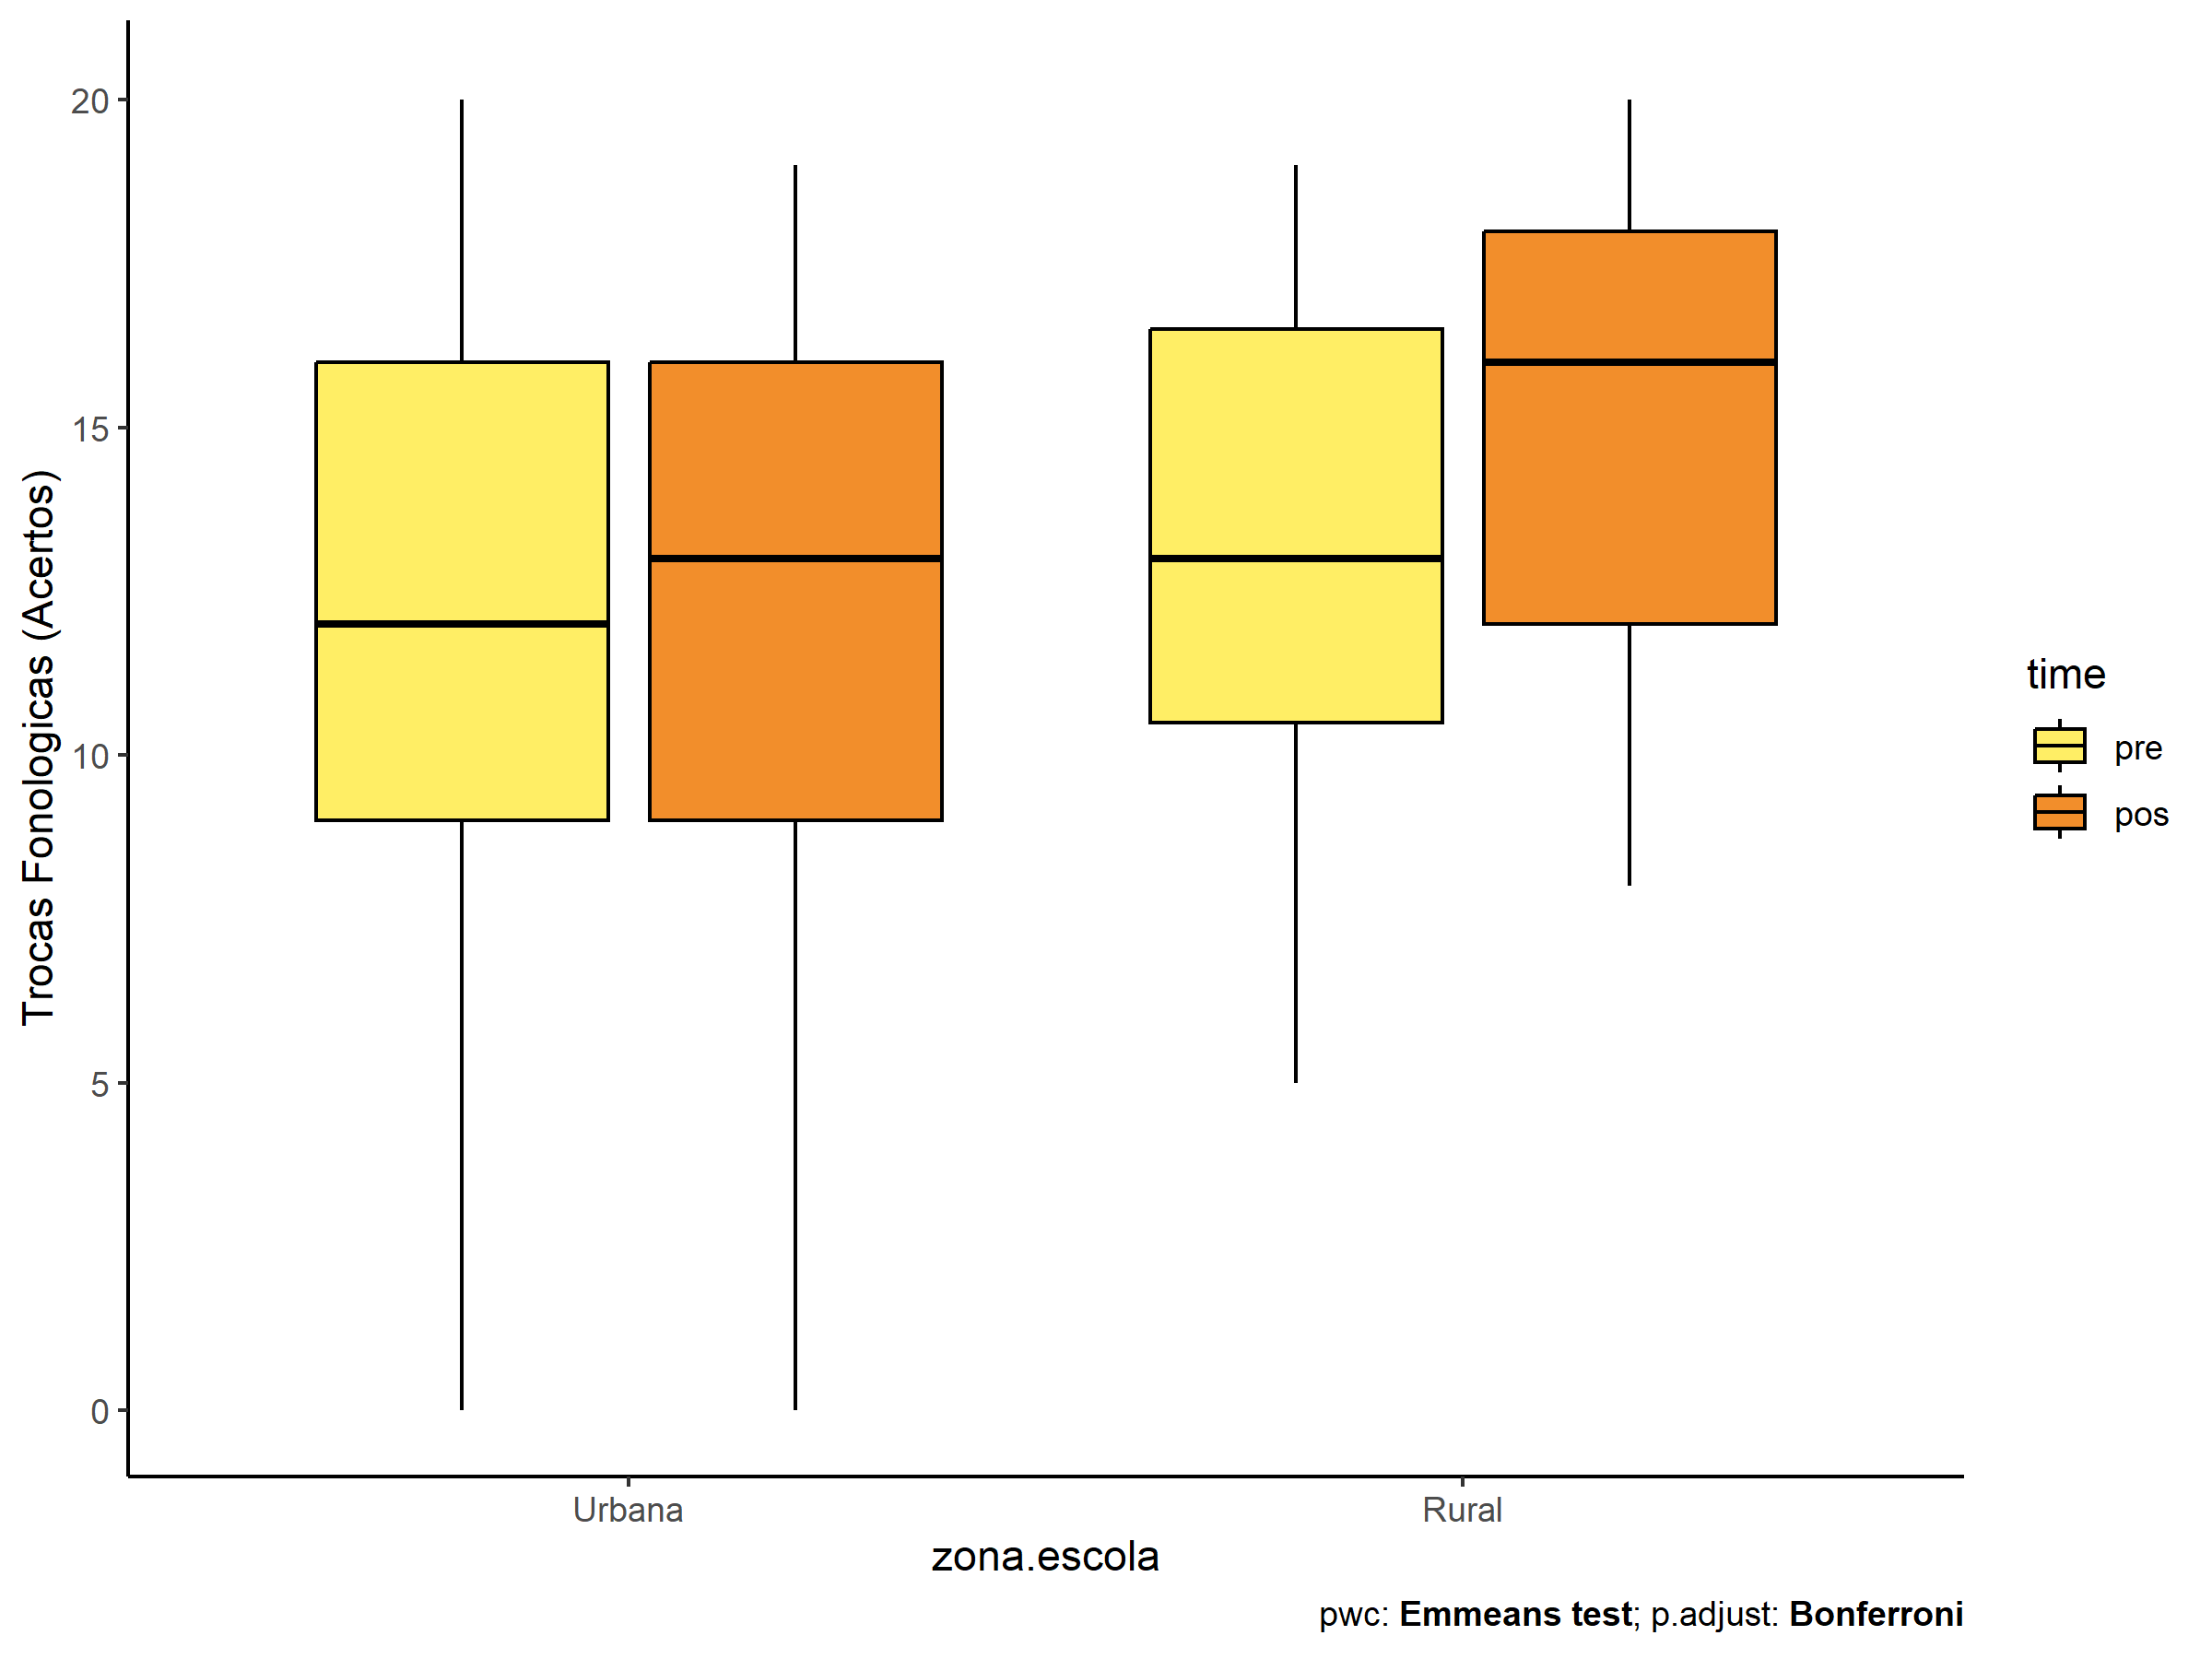 Trocas Fonologicas (Acertos)
20
15
10
5
0
Urbana
Rural
zona.escola
time
pre
pos
pwc: Emmeans test; p.adjust: Bonferroni